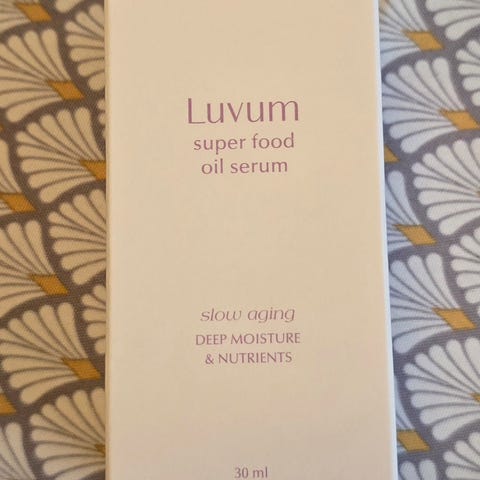 Luvum
super food
oil serum
slow aging
DEEP MOISTURE
& NUTRIENTS
30 ml